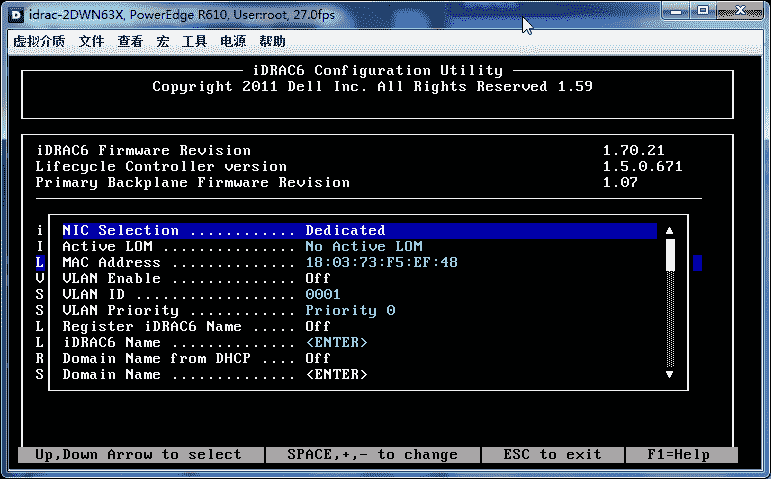 idrac-2DWN63X, PowerEdge R610, User:root, 27.0fps
虚拟介质 文件 查看 宏 工具 电源 帮助
iDRAC6 Configuration Utility
Copyright 2011 Dell Inc. All Rights Reserved 1.59
iDRAC6 Firmware Revision 1.70.21
Lifecycle Controller version 1.5.0.671
Primary Backplane Firmware Revision 1.07
i NIC Selection ............ Dedicated
I Active LOM ............... No Active LOM
L MAC Address .............. 18:03:73:F5:EF:48
V VLAN Enable .............. Off
S VLAN ID .................. 0001
S VLAN Priority ............ Priority 0
L Register iDRAC6 Name ..... Off
L iDRAC6 Name .............. <ENTER>
R Domain Name from DHCP .... Off
S Domain Name .............. <ENTER>
Up,Down Arrow to select SPACE,+,- to change ESC to exit F1=Help